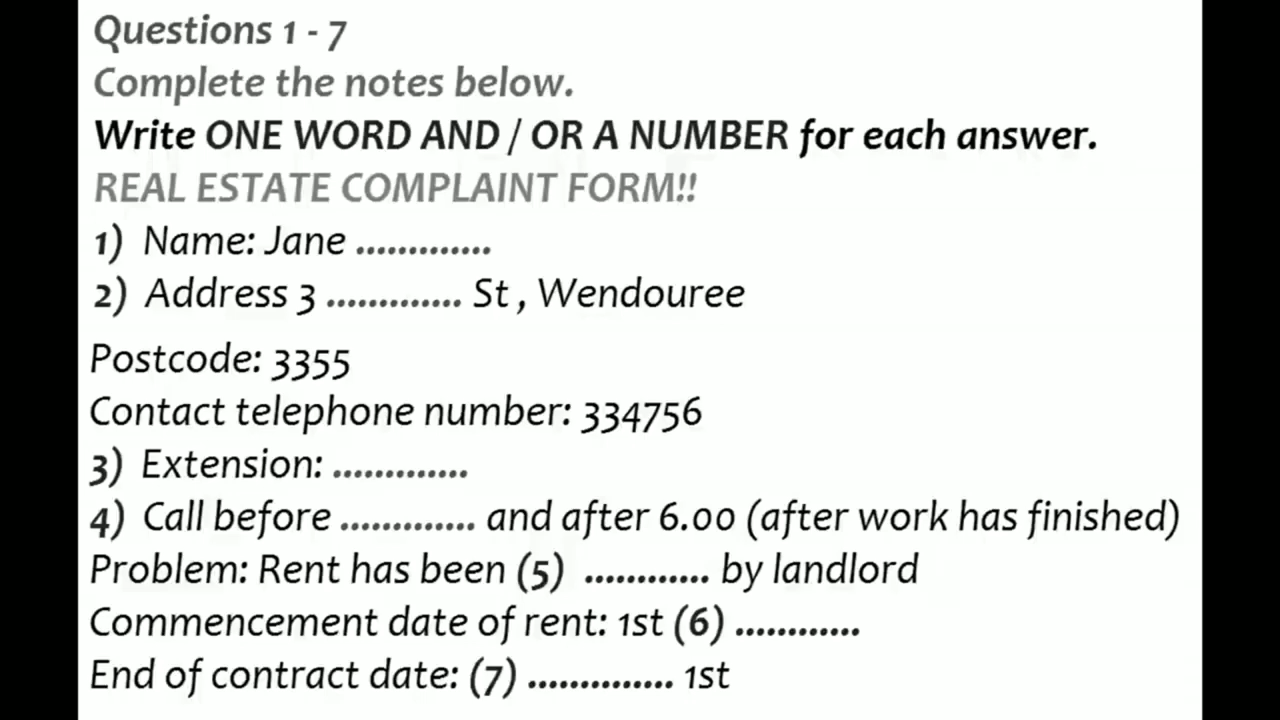 Questions 1 - 7
Complete the notes below.
Write ONE WORD AND / OR A NUMBER for each answer.
REAL ESTATE COMPLAINT FORM!!
1) Name: Jane .............
2) Address 3 ............. St , Wendouree
Postcode: 3355
Contact telephone number: 334756
3) Extension: .............
4) Call before ............. and after 6.00 (after work has finished)
Problem: Rent has been (5) ............ by landlord
Commencement date of rent: 1st (6) ............
End of contract date: (7) .............. 1st